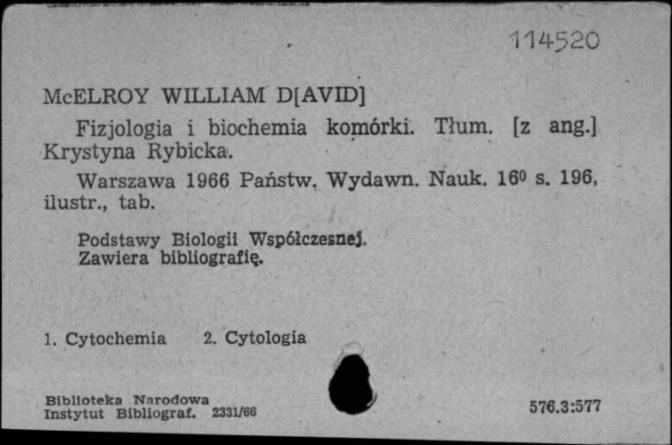 114520
McELROY WILLIAM D[AVID]
Fizjologia i biochemia komórki. Tłum. [z ang.]
Krystyna Rybicka.
Warszawa 1966 Państw. Wydawn. Nauk. 16⁰ s. 196,
ilustr., tab.
Podstawy Biologii Współczesnej.
Zawiera bibliografię.
1. Cytochemia 2. Cytologia
Biblioteka Narodowa
Instytut Bibliograf. 2331/66
576.3:577